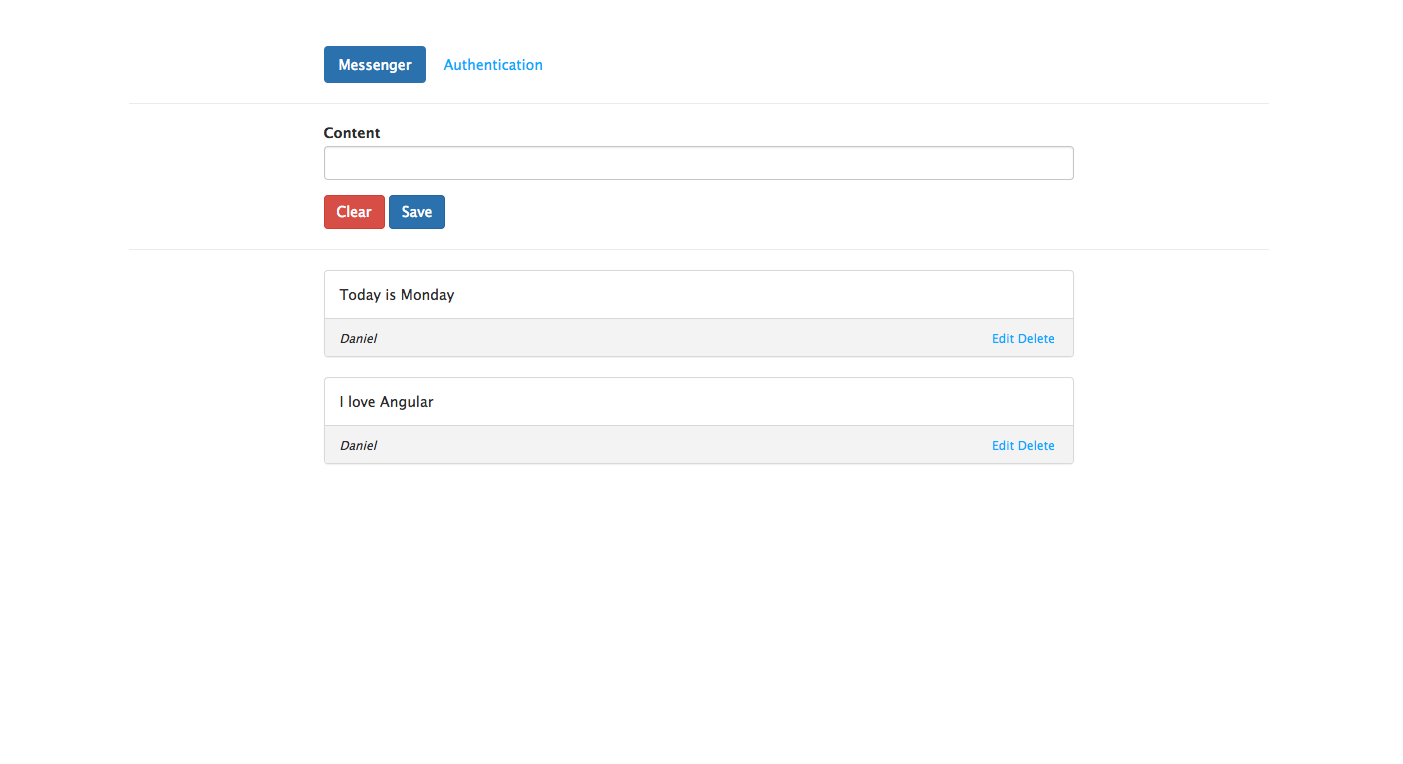 Messenger Authentication
Content
Clear Save
Today is Monday
Daniel Edit Delete
I love Angular
Daniel Edit Delete